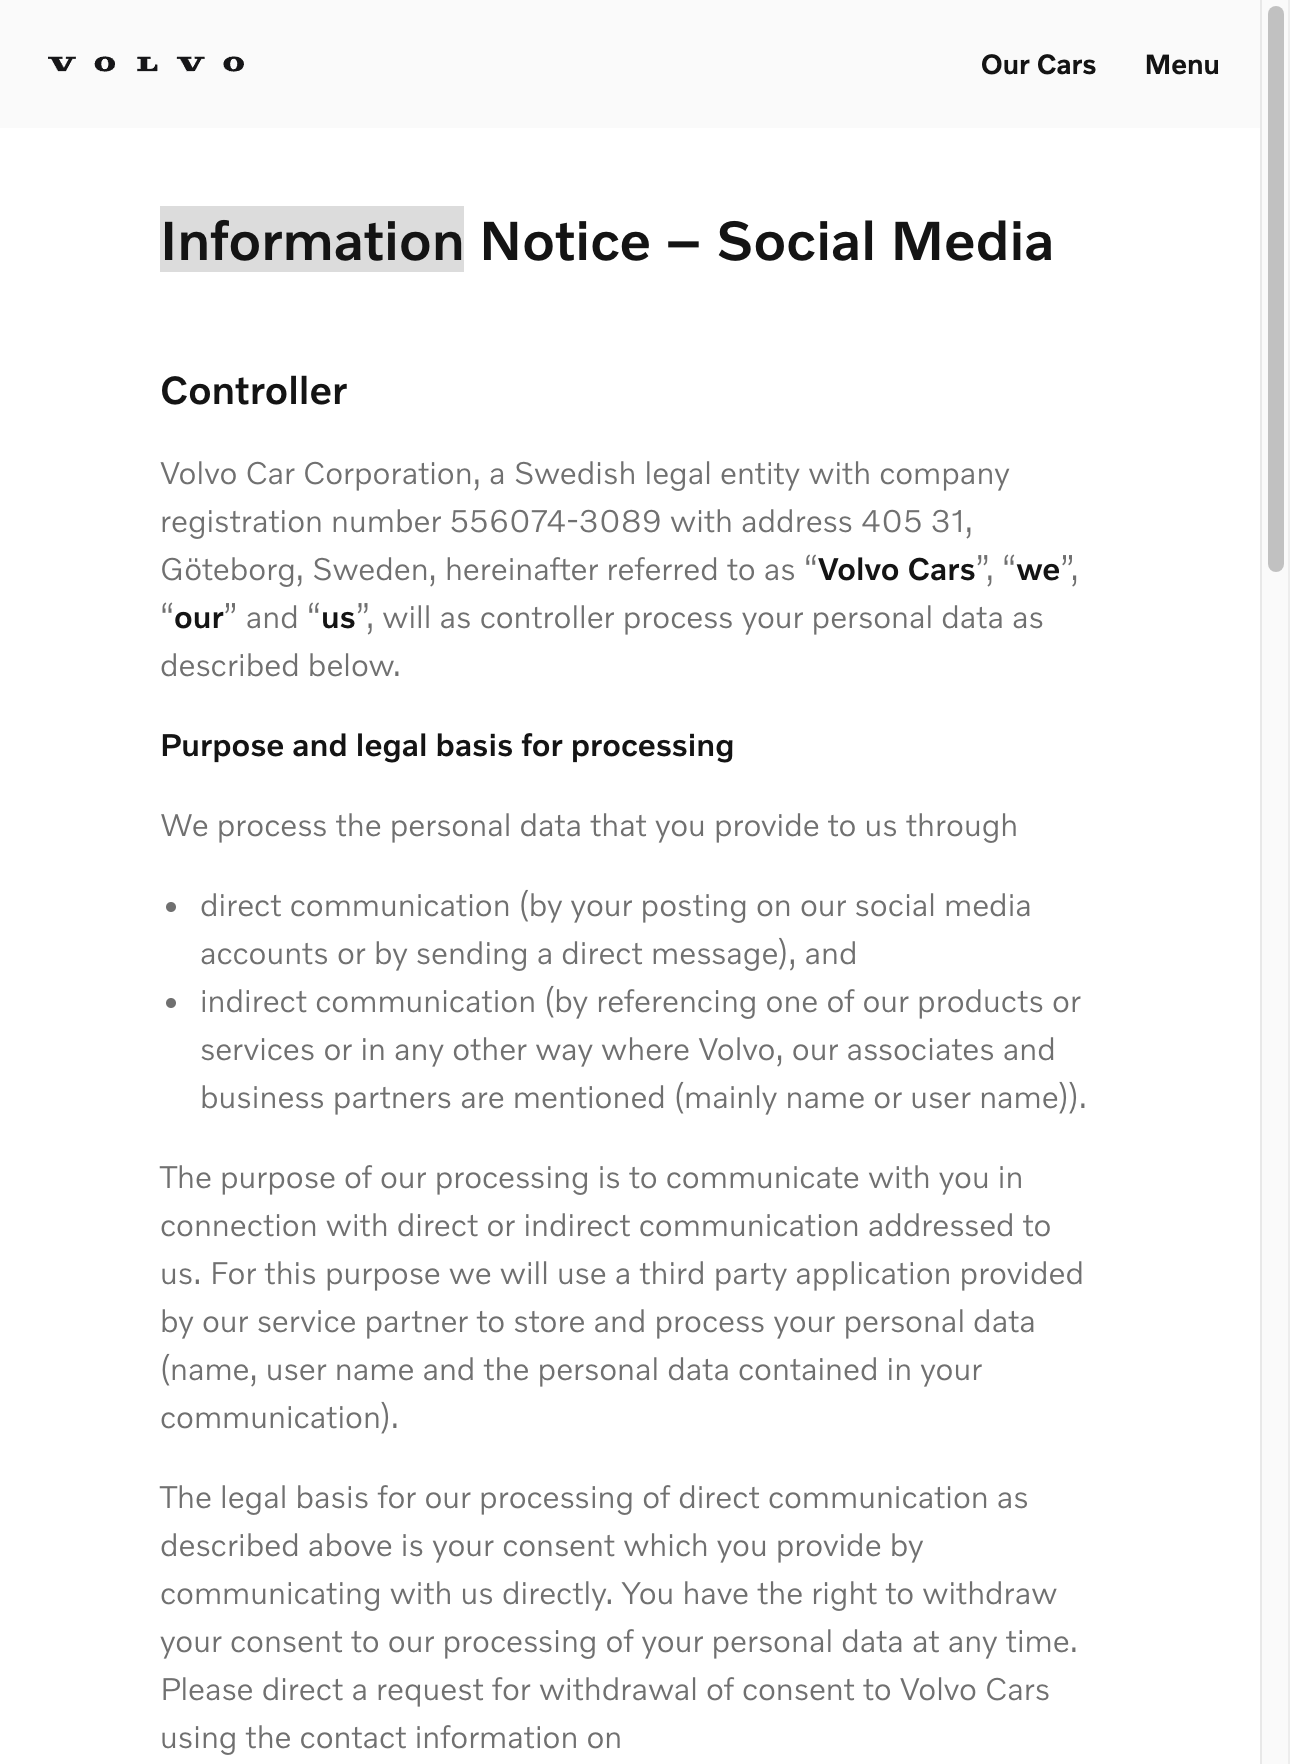 VOLVO
Our Cars
Menu
Information Notice – Social Media
Controller
Volvo Car Corporation, a Swedish legal entity with company
registration number 556074-3089 with address 405 31,
Göteborg, Sweden, hereinafter referred to as “Volvo Cars”, “we”,
“our” and “us”, will as controller process your personal data as
described below.
Purpose and legal basis for processing
We process the personal data that you provide to us through
• direct communication (by your posting on our social media
accounts or by sending a direct message), and
• indirect communication (by referencing one of our products or
services or in any other way where Volvo, our associates and
business partners are mentioned (mainly name or user name)).
The purpose of our processing is to communicate with you in
connection with direct or indirect communication addressed to
us. For this purpose we will use a third party application provided
by our service partner to store and process your personal data
(name, user name and the personal data contained in your
communication).
The legal basis for our processing of direct communication as
described above is your consent which you provide by
communicating with us directly. You have the right to withdraw
your consent to our processing of your personal data at any time.
Please direct a request for withdrawal of consent to Volvo Cars
using the contact information on